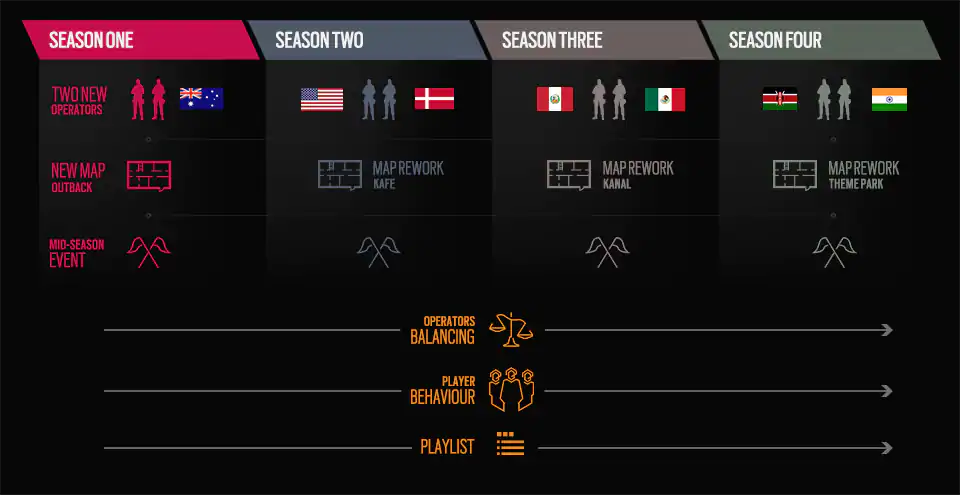 SEASON ONE
SEASON TWO
SEASON THREE
SEASON FOUR
TWO NEW
OPERATORS
NEW MAP
OUTBACK
MAP REWORK
KAFE
MAP REWORK
KANAL
MAP REWORK
THEME PARK
MID-SEASON
EVENT
OPERATORS
BALANCING
PLAYER
BEHAVIOUR
PLAYLIST